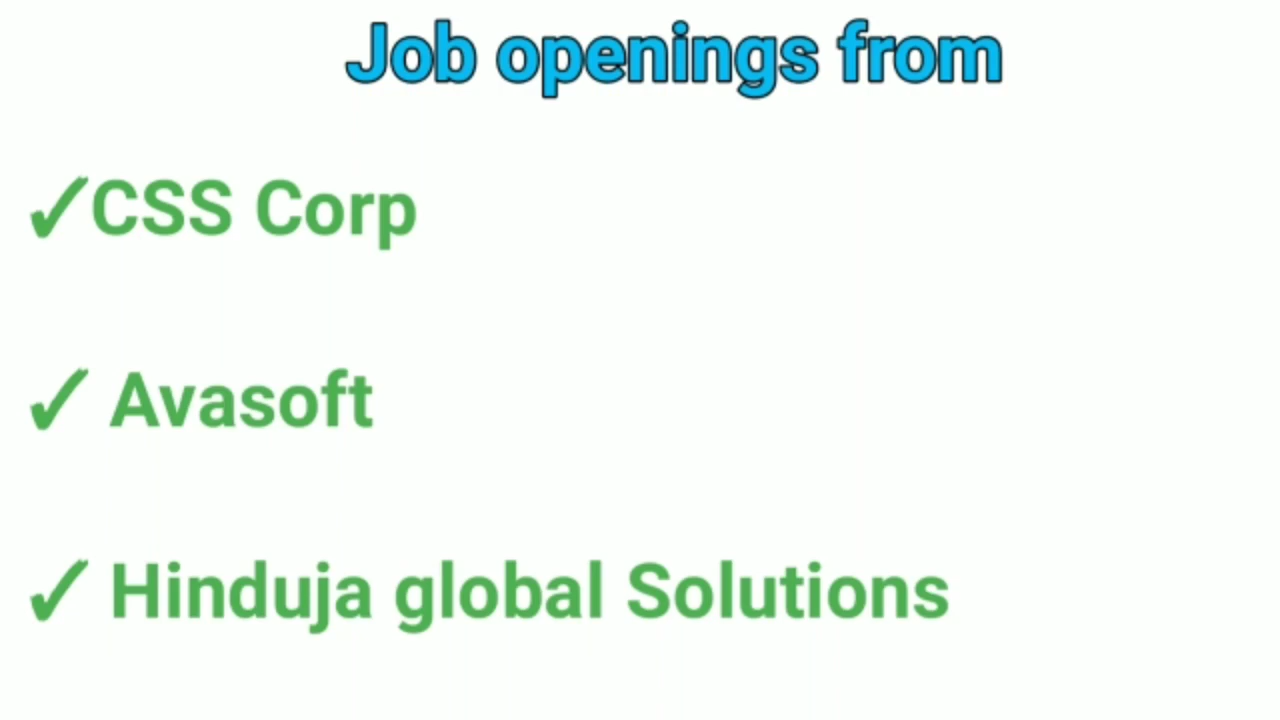 Job openings from
✓CSS Corp
✓ Avasoft
✓ Hinduja global Solutions